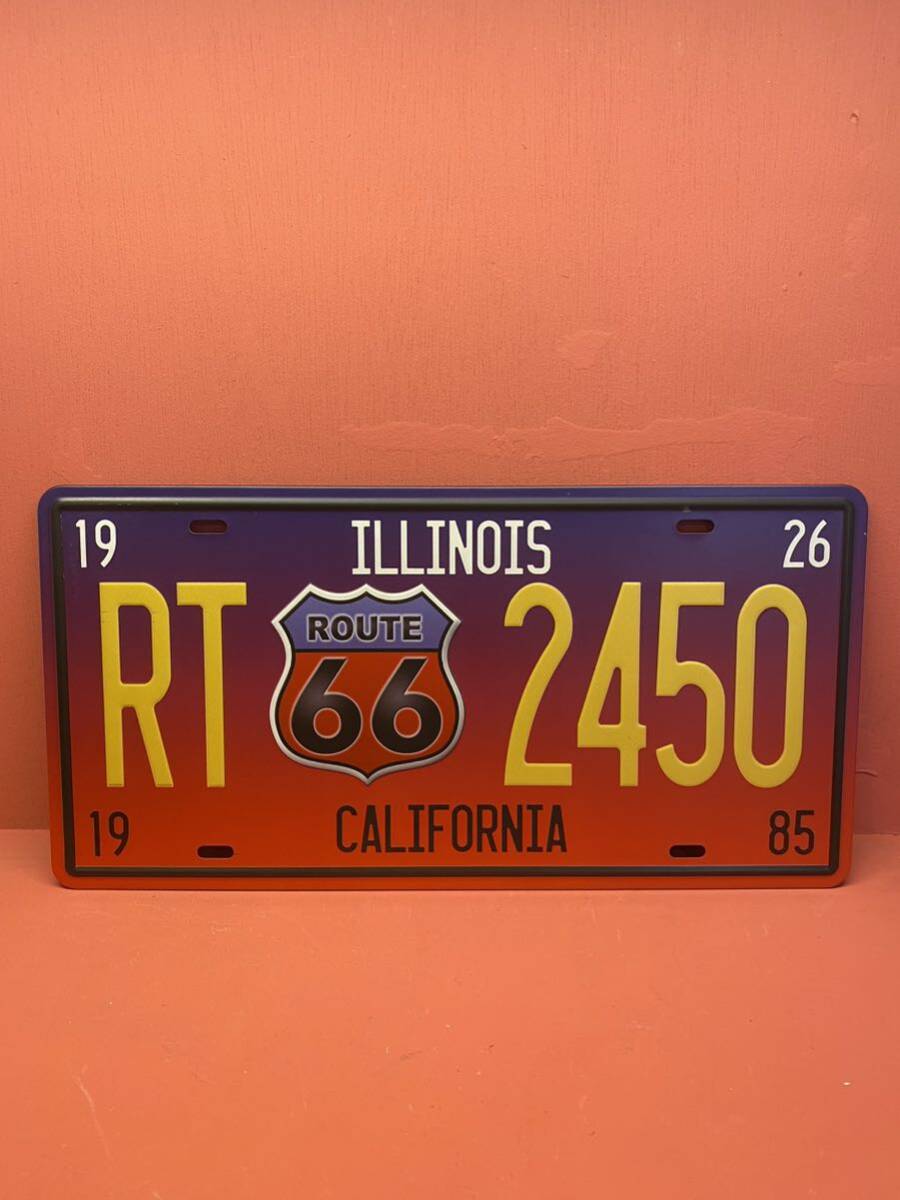 19 ILLINOIS 26
RT ROUTE 66 2450
19 CALIFORNIA 85